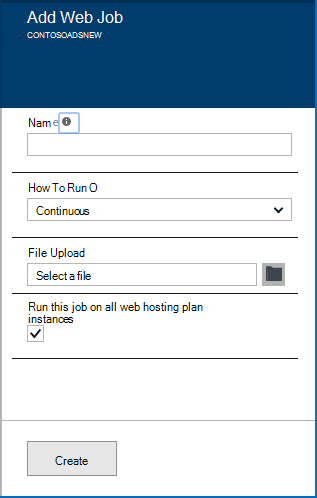 Add Web Job
CONTOSOADSNEW
Name
How To Run O
Continuous
File Upload
Select a file
Run this job on all web hosting plan
instances
Create